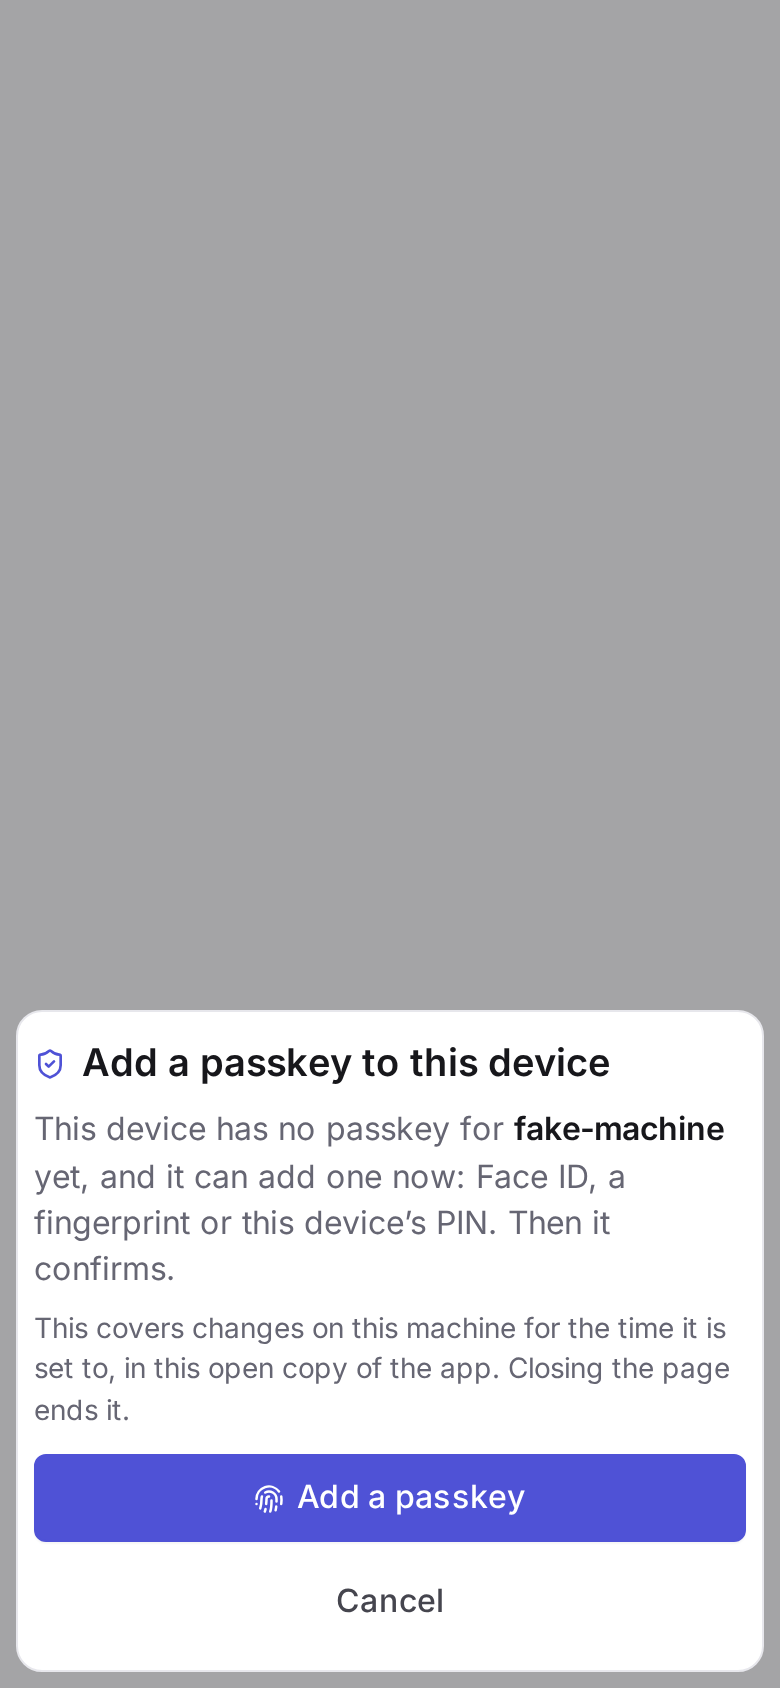 Add a passkey to this device
This device has no passkey for fake-machine
yet, and it can add one now: Face ID, a
fingerprint or this device’s PIN. Then it
confirms.
This covers changes on this machine for the time it is
set to, in this open copy of the app. Closing the page
ends it.
Add a passkey
Cancel